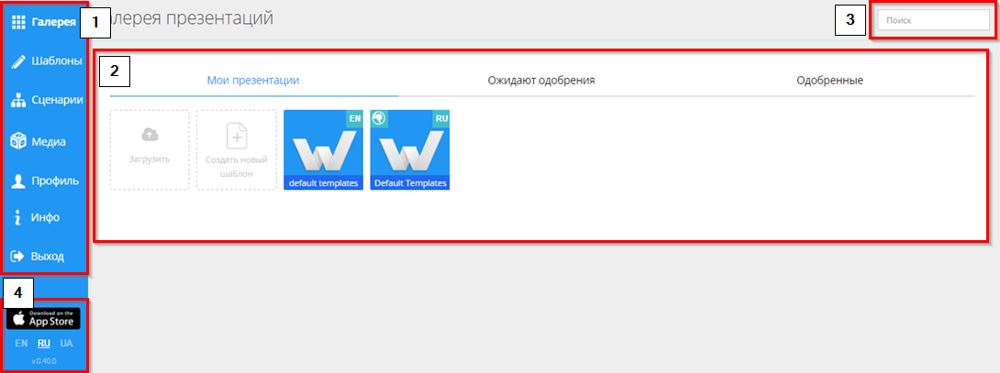 Галерея
1
алерея презентаций
3
Поиск
Шаблоны
2
Мои презентации
Ожидают одобрения
Одобренные
Сценарии
EN
RU
Медиа
Загрузить
Создать новый
шаблон
default templates
Default Templates
Профиль
Инфо
Выход
4
Download on the
App Store
EN RU UA
v.0.40.0